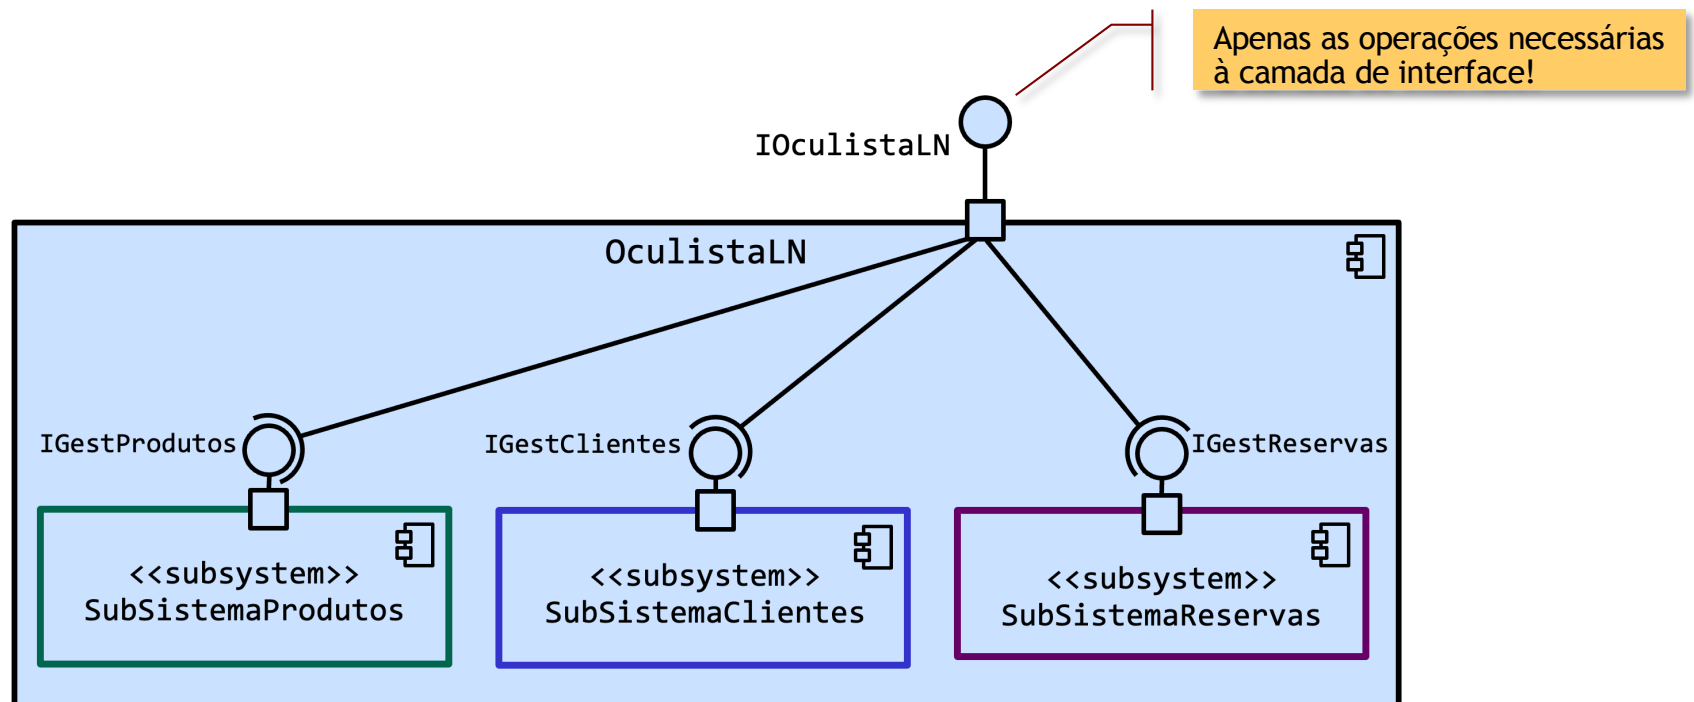 Apenas as operações necessárias
à camada de interface!
IOculistaLN
OculistaLN
IGestProdutos
IGestClientes
IGestReservas
<<subsystem>>
SubSistemaProdutos
<<subsystem>>
SubSistemaClientes
<<subsystem>>
SubSistemaReservas